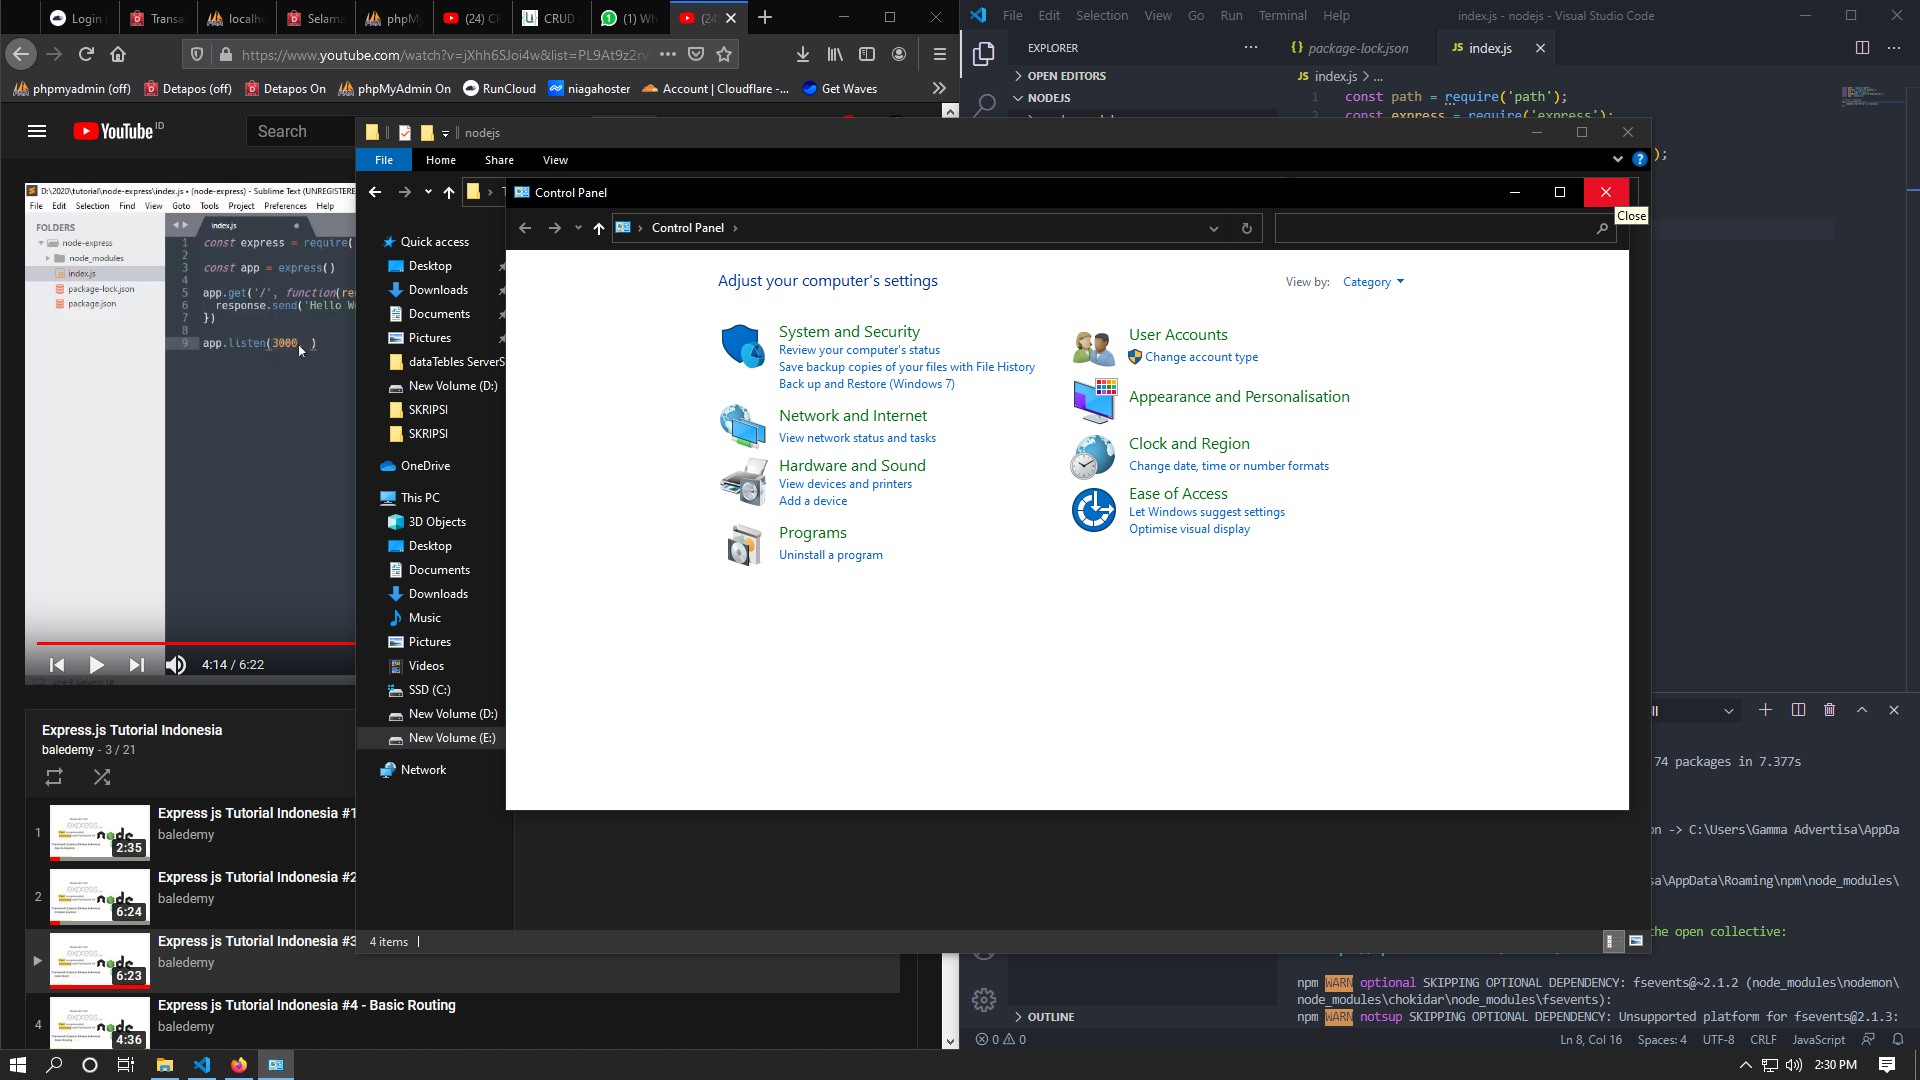 Login
Transa
localhe
Selama
phpMy
(24) CR
CRUD
(1) Wh
(24
https://www.youtube.com/watch?v=jXhh6SJoi4w&list=PL9At9z2rv
phpmyadmin (off)
Detapos (off)
Detapos On
phpMyAdmin On
RunCloud
niagahoster
Account | Cloudflare -...
Get Waves
YouTube ID
Search
D:\2020\tutorial\node-express\index.js • (node-express) - Sublime Text (UNREGISTERE
File Edit Selection Find View Goto Tools Project Preferences Help
FOLDERS
node-express
node_modules
index.js
package-lock.json
package.json
index.js
1 const express = require(
2
3 const app = express()
4
5 app.get('/', function(re
6 response.send('Hello W
7 })
8
9 app.listen(3000, )
4:14 / 6:22
Express.js Tutorial Indonesia
baledemy - 3 / 21
1
2:35
Express js Tutorial Indonesia #1
baledemy
2
6:24
Express js Tutorial Indonesia #2
baledemy
6:23
Express js Tutorial Indonesia #3
baledemy
4
4:36
Express js Tutorial Indonesia #4 - Basic Routing
baledemy
nodejs
File Home Share View
Quick access
Desktop
Downloads
Documents
Pictures
dataTebles ServerS
New Volume (D:)
SKRIPSI
SKRIPSI
OneDrive
This PC
3D Objects
Desktop
Documents
Downloads
Music
Pictures
Videos
SSD (C:)
New Volume (D:)
New Volume (E:)
Network
4 items
Control Panel
Close
Control Panel
Adjust your computer's settings
View by: Category
System and Security
Review your computer's status
Save backup copies of your files with File History
Back up and Restore (Windows 7)
Network and Internet
View network status and tasks
Hardware and Sound
View devices and printers
Add a device
Programs
Uninstall a program
User Accounts
Change account type
Appearance and Personalisation
Clock and Region
Change date, time or number formats
Ease of Access
Let Windows suggest settings
Optimise visual display
File Edit Selection View Go Run Terminal Help
index.js - nodejs - Visual Studio Code
EXPLORER
OPEN EDITORS
NODEJS
OUTLINE
package-lock.json
JS index.js
JS index.js > ...
1 const path = require('path');
2 const express = require('express');
);
74 packages in 7.377s
on -> C:\Users\Gamma Advertisa\AppDa
sa\AppData\Roaming\npm\node_modules\
the open collective:
npm WARN optional SKIPPING OPTIONAL DEPENDENCY: fsevents@~2.1.2 (node_modules\nodemon\
node_modules\chokidar\node_modules\fsevents):
npm WARN notsup SKIPPING OPTIONAL DEPENDENCY: Unsupported platform for fsevents@2.1.3:
0 0
Ln 8, Col 16 Spaces: 4 UTF-8 CRLF JavaScript
2:30 PM